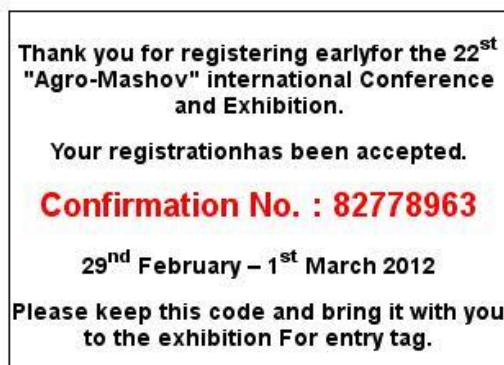 Thank you for registering earlyfor the 22st
"Agro-Mashov" international Conference
and Exhibition.
Your registrationhas been accepted.
Confirmation No. : 82778963
29nd February – 1st March 2012
Please keep this code and bring it with you
to the exhibition For entry tag.